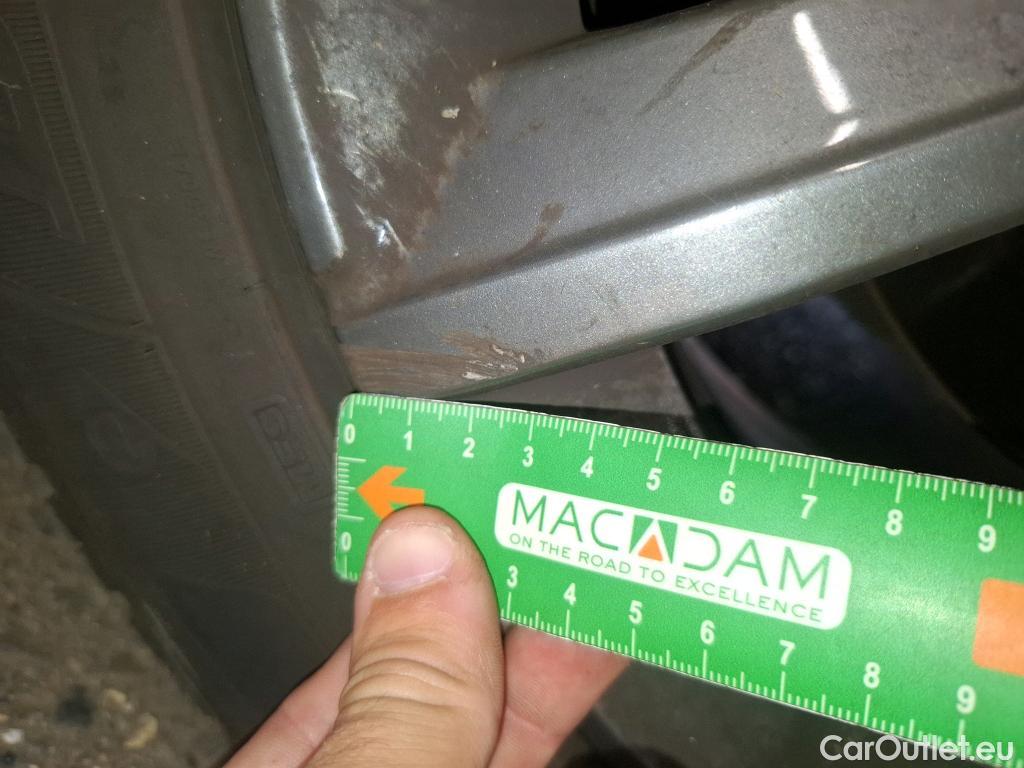 0 1 2 3 4 5 6 7 8 9
MACADAM
ON THE ROAD TO EXCELLENCE
0 3 4 5 6 7 8 9
CarOutlet.eu